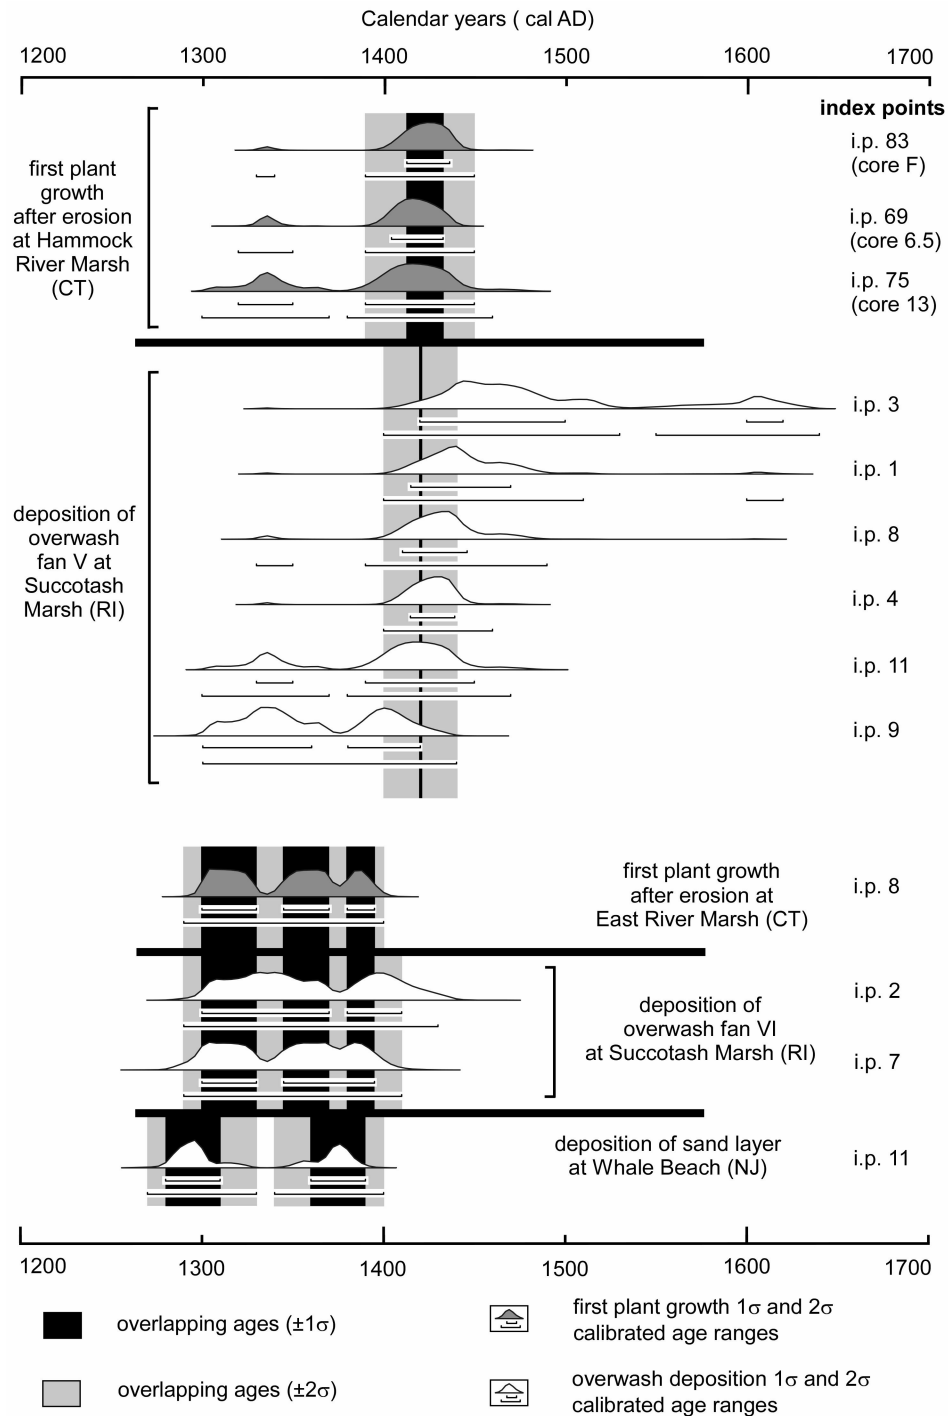 Calendar years ( cal AD)
1200 1300 1400 1500 1600 1700
index points
i.p. 83
(core F)
first plant
growth
after erosion
at Hammock
River Marsh
(CT)
i.p. 69
(core 6.5)
i.p. 75
(core 13)
i.p. 3
i.p. 1
deposition of
overwash
fan V at
Succotash
Marsh (RI)
i.p. 8
i.p. 4
i.p. 11
i.p. 9
first plant growth
after erosion at
East River Marsh (CT)
i.p. 8
i.p. 2
deposition of
overwash fan VI
at Succotash Marsh (RI)
i.p. 7
deposition of sand layer
at Whale Beach (NJ)
i.p. 11
1200 1300 1400 1500 1600 1700
overlapping ages (±1σ)
first plant growth 1σ and 2σ
calibrated age ranges
overlapping ages (±2σ)
overwash deposition 1σ and 2σ
calibrated age ranges